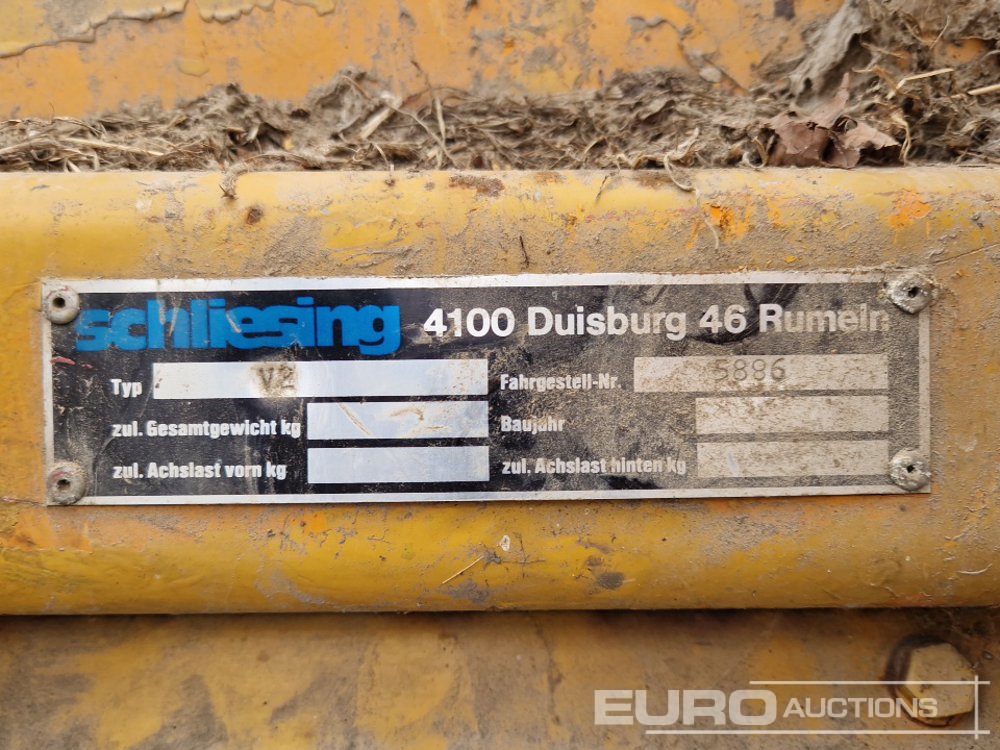 schliesing 4100 Duisburg 46 Rumeln
Typ V2 Fahrgestell-Nr. 5886
zul. Gesamtgewicht kg Baujahr
zul. Achslast vorn kg zul. Achslast hinten kg
EURO AUCTIONS